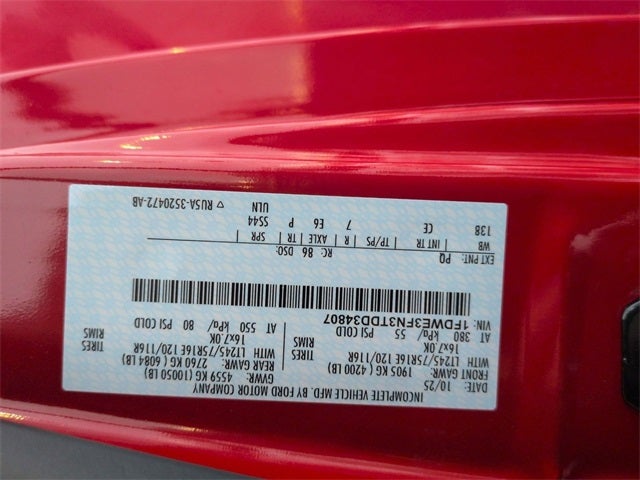 INCOMPLETE VEHICLE MFD. BY FORD MOTOR COMPANY
DATE: 10/25 GVWR: 4559 KG (10050 LB)
FRONT GAWR: 1905 KG ( 4200 LB) REAR GAWR: 2760 KG ( 6084 LB)
WITH LT245/75R16E 120/116R TIRES WITH LT245/75R16E 120/116R TIRES
16x7.0K RIMS 16x7.0K RIMS
AT 380 kPa/ 55 PSI COLD AT 550 kPa/ 80 PSI COLD
VIN: 1FDWE3FN3TDD34807
EXT PNT: PQ RC: 86 DSO:
WB INT TR TP/PS R AXLE TR SPR
138 CE 7 E6 P SS44
ULN
▽ RU5A-3520472-AB